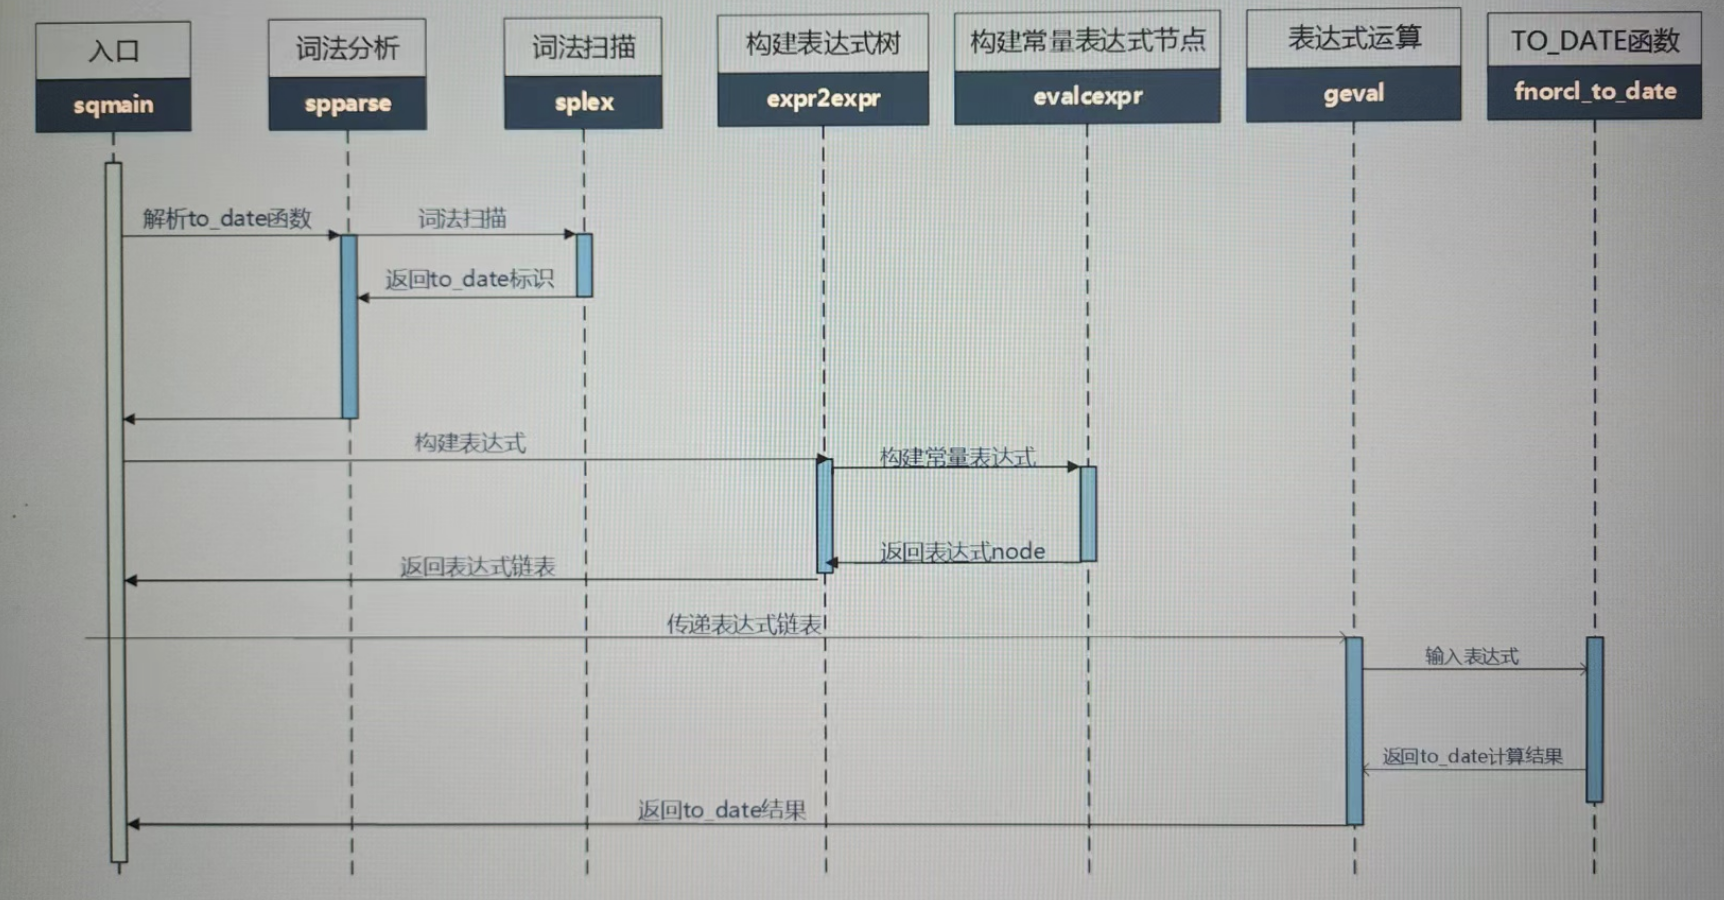 入口
词法分析
词法扫描
构建表达式树
构建常量表达式节点
表达式运算
TO_DATE函数
sqmain
spparse
splex
expr2expr
evalcexpr
geval
fnorcl_to_date
解析to_date函数
词法扫描
返回to_date标识
构建表达式
构建常量表达式
返回表达式node
返回表达式链表
传递表达式链表
输入表达式
返回to_date计算结果
返回to_date结果